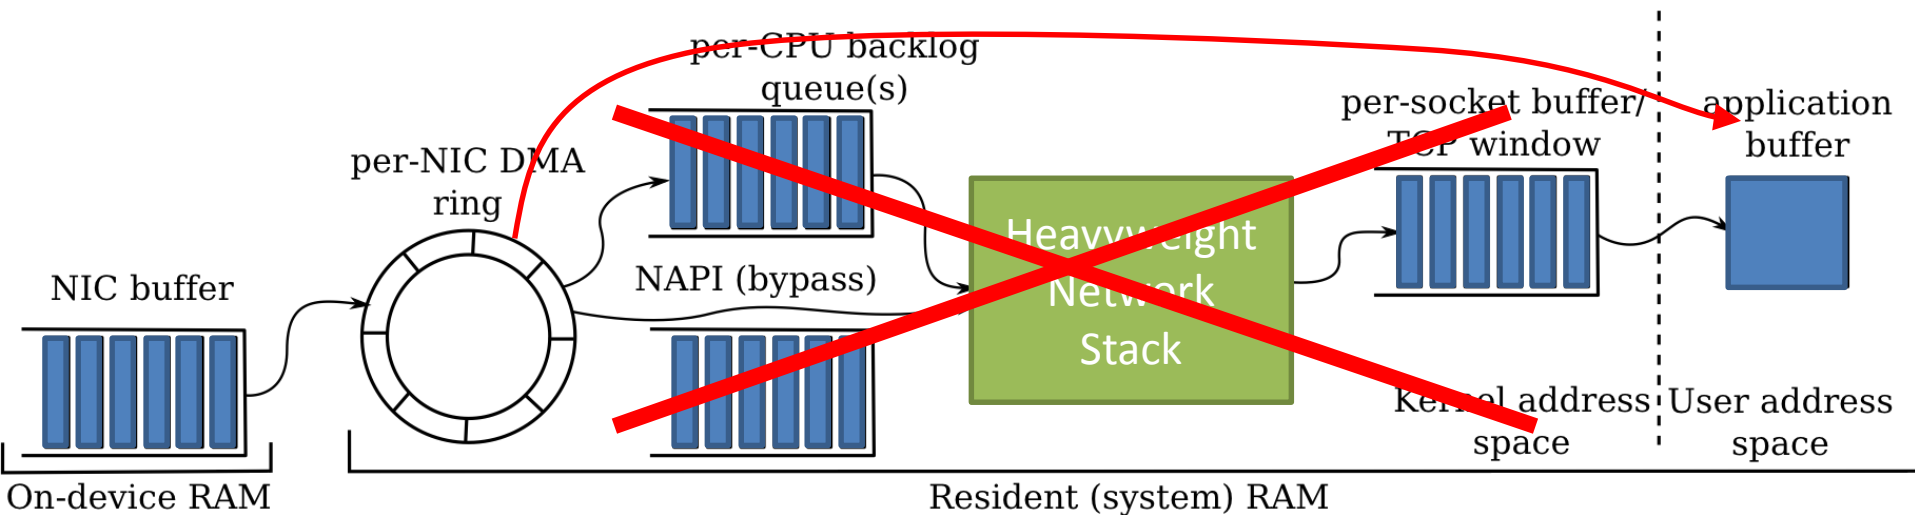 per-CPU backlog
queue(s)
per-socket buffer/
TCP window
application
buffer
per-NIC DMA
ring
NIC buffer
NAPI (bypass)
Heavyweight
Network
Stack
Kernel address
space
User address
space
On-device RAM
Resident (system) RAM